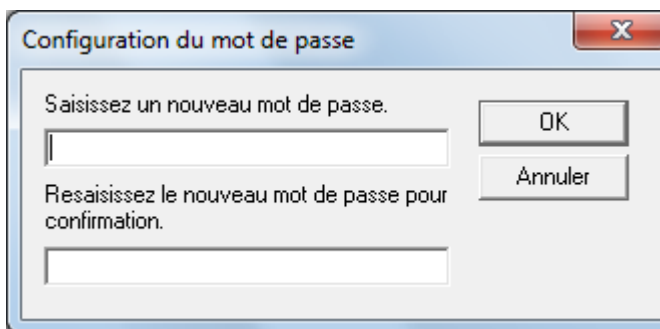 Configuration du mot de passe
Saisissez un nouveau mot de passe.
OK
Annuler
Resaisissez le nouveau mot de passe pour
confirmation.